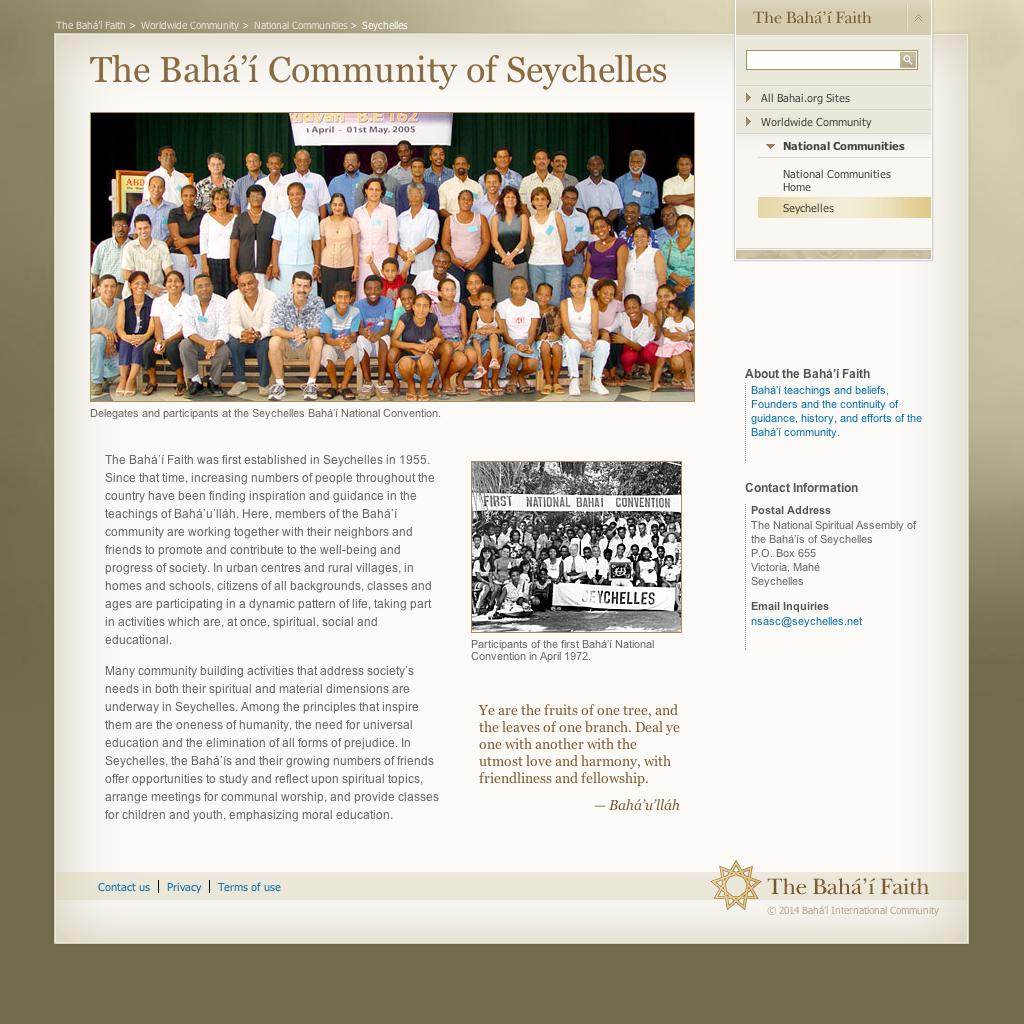 The Bahá’í Faith > Worldwide Community > National Communities > Seychelles
The Bahá’í Faith
All Bahai.org Sites
Worldwide Community
National Communities
National Communities
Home
Seychelles
The Bahá’í Community of Seychelles
B.E 162
April - 01st May, 2005
Delegates and participants at the Seychelles Bahá’í National Convention.
The Bahá’í Faith was first established in Seychelles in 1955.
Since that time, increasing numbers of people throughout the
country have been finding inspiration and guidance in the
teachings of Bahá’u’lláh. Here, members of the Bahá’í
community are working together with their neighbors and
friends to promote and contribute to the well-being and
progress of society. In urban centres and rural villages, in
homes and schools, citizens of all backgrounds, classes and
ages are participating in a dynamic pattern of life, taking part
in activities which are, at once, spiritual, social and
educational.
Many community building activities that address society’s
needs in both their spiritual and material dimensions are
underway in Seychelles. Among the principles that inspire
them are the oneness of humanity, the need for universal
education and the elimination of all forms of prejudice. In
Seychelles, the Bahá’ís and their growing numbers of friends
offer opportunities to study and reflect upon spiritual topics,
arrange meetings for communal worship, and provide classes
for children and youth, emphasizing moral education.
FIRST NATIONAL BAHAI CONVENTION
SEYCHELLES
Participants of the first Bahá’í National
Convention in April 1972.
Ye are the fruits of one tree, and
the leaves of one branch. Deal ye
one with another with the
utmost love and harmony, with
friendliness and fellowship.
— Bahá’u’lláh
About the Bahá’í Faith
Bahá’í teachings and beliefs,
Founders and the continuity of
guidance, history, and efforts of the
Bahá’í community.
Contact Information
Postal Address
The National Spiritual Assembly of
the Bahá’ís of Seychelles
P.O. Box 655
Victoria, Mahé
Seychelles
Email Inquiries
nsasc@seychelles.net
Contact us | Privacy | Terms of use
The Bahá’í Faith
© 2014 Bahá’í International Community